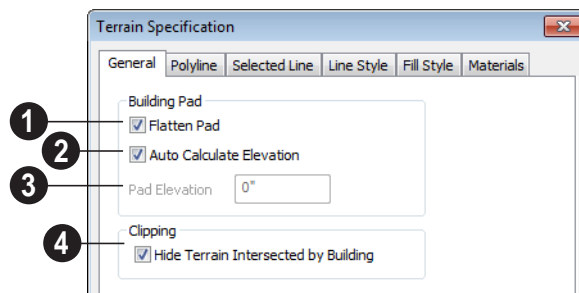 Terrain Specification
General Polyline Selected Line Line Style Fill Style Materials
Building Pad
1 Flatten Pad
2 Auto Calculate Elevation
3 Pad Elevation 0"
Clipping
4 Hide Terrain Intersected by Building